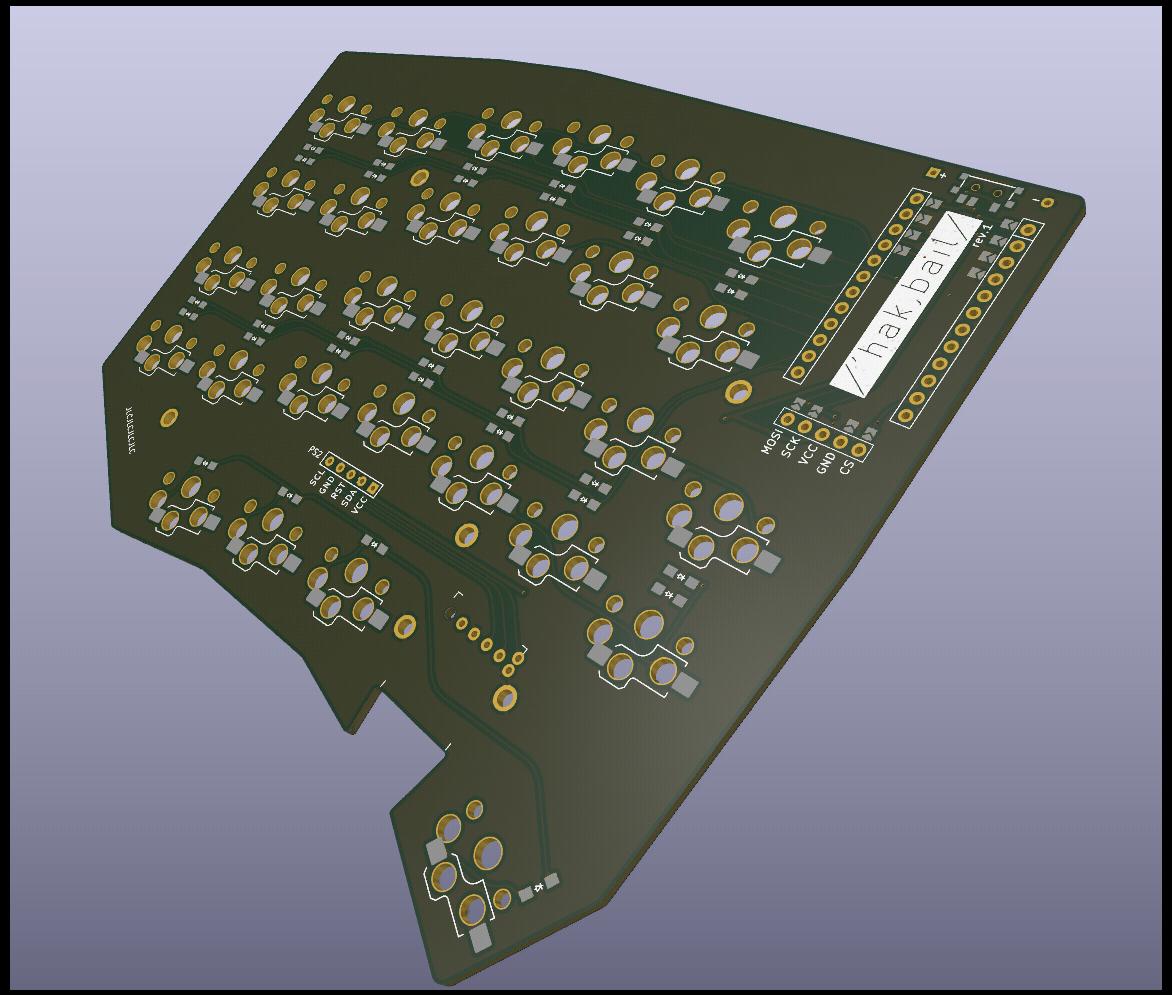 +
-
rev.1
//hak,bait/
MOSI
SCK
VCC
GND
CS
PS2
SCL
GND
RST
SDA
VCC